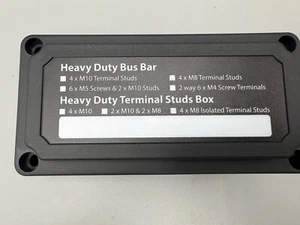 Heavy Duty Bus Bar
4 x M10 Terminal Studs 4 x M8 Terminal Studs
6 x M5 Screws & 2 x M10 Studs 2 way 6 x M4 Screw Terminals
Heavy Duty Terminal Studs Box
4 x M10 2 x M10 & 2 x M8 4 x M8 Isolated Terminal Studs